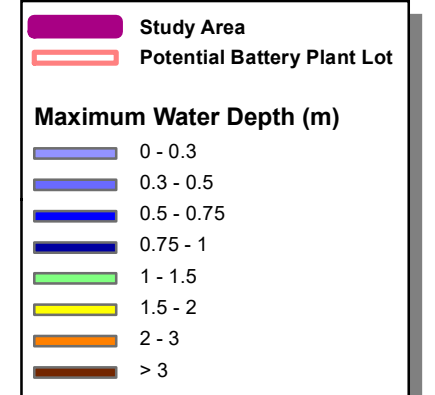 Study Area
Potential Battery Plant Lot
Maximum Water Depth (m)
0 - 0.3
0.3 - 0.5
0.5 - 0.75
0.75 - 1
1 - 1.5
1.5 - 2
2 - 3
> 3